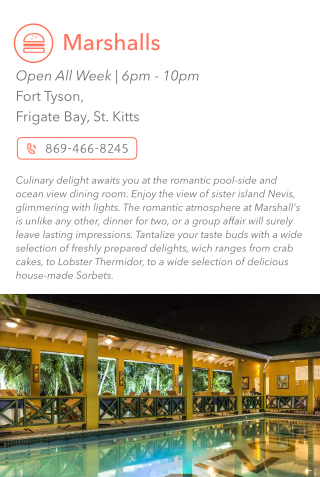 Marshalls
Open All Week | 6pm - 10pm
Fort Tyson,
Frigate Bay, St. Kitts
869-466-8245
Culinary delight awaits you at the romantic pool-side and
ocean view dining room. Enjoy the view of sister island Nevis,
glimmering with lights. The romantic atmosphere at Marshall's
is unlike any other, dinner for two, or a group affair will surely
leave lasting impressions. Tantalize your taste buds with a wide
selection of freshly prepared delights, wich ranges from crab
cakes, to Lobster Thermidor, to a wide selection of delicious
house-made Sorbets.